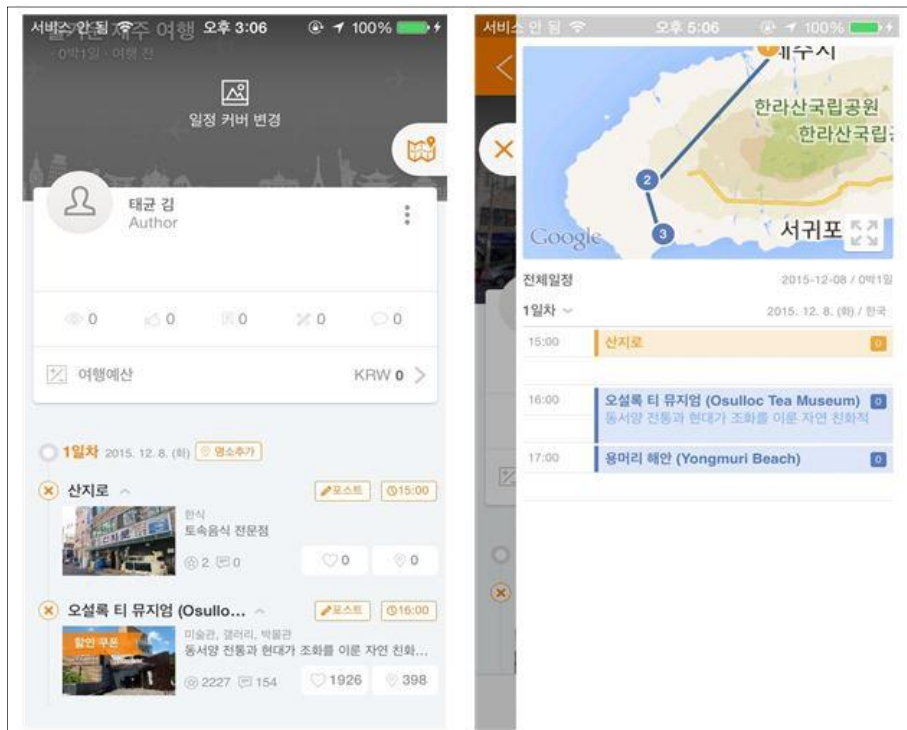 서비스 안 됨 오후 3:06 100%
즐거운 제주 여행
· 0박1일 · 여행 전
일정 커버 변경
태균 김
Author
0 0 0 0 0
여행예산 KRW 0
1일차 2015. 12. 8. (화) 명소추가
산지로 포스트 15:00
한식
토속음식 전문점
2 0 0 0
오설록 티 뮤지엄 (Osullo... 포스트 16:00
할인 쿠폰
미술관, 갤러리, 박물관
동서양 전통과 현대가 조화를 이룬 자연 친화...
2227 154 1926 398
서비스 안 됨 오후 5:06 100%
제주시
한라산국립공원
한라산국립
2
3
서귀포
Google
전체일정 2015-12-08 / 0박1일
1일차 2015. 12. 8. (화) / 한국
15:00 산지로 0
16:00 오설록 티 뮤지엄 (Osulloc Tea Museum) 0
동서양 전통과 현대가 조화를 이룬 자연 친화적
17:00 용머리 해안 (Yongmuri Beach) 0